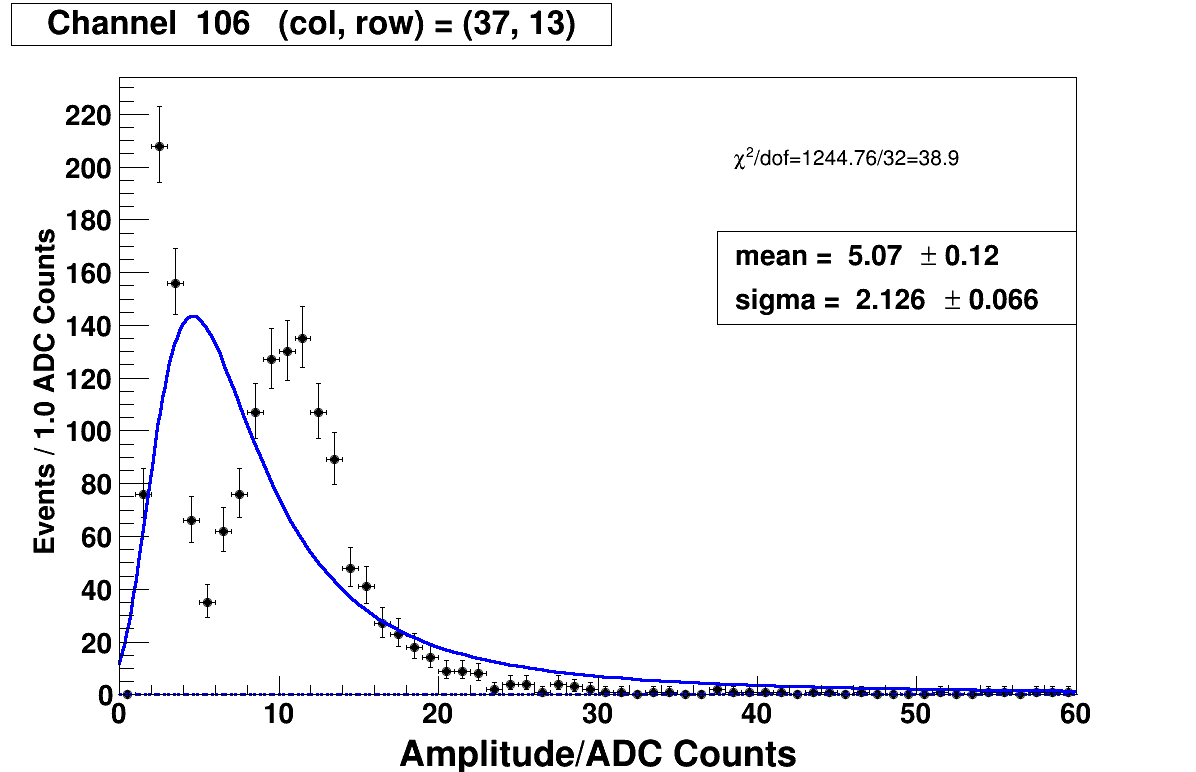 Channel 106 (col, row) = (37, 13)
χ²/dof=1244.76/32=38.9
mean = 5.07 ± 0.12
sigma = 2.126 ± 0.066
Events / 1.0 ADC Counts
220
200
180
160
140
120
100
80
60
40
20
0
0 10 20 30 40 50 60
Amplitude/ADC Counts